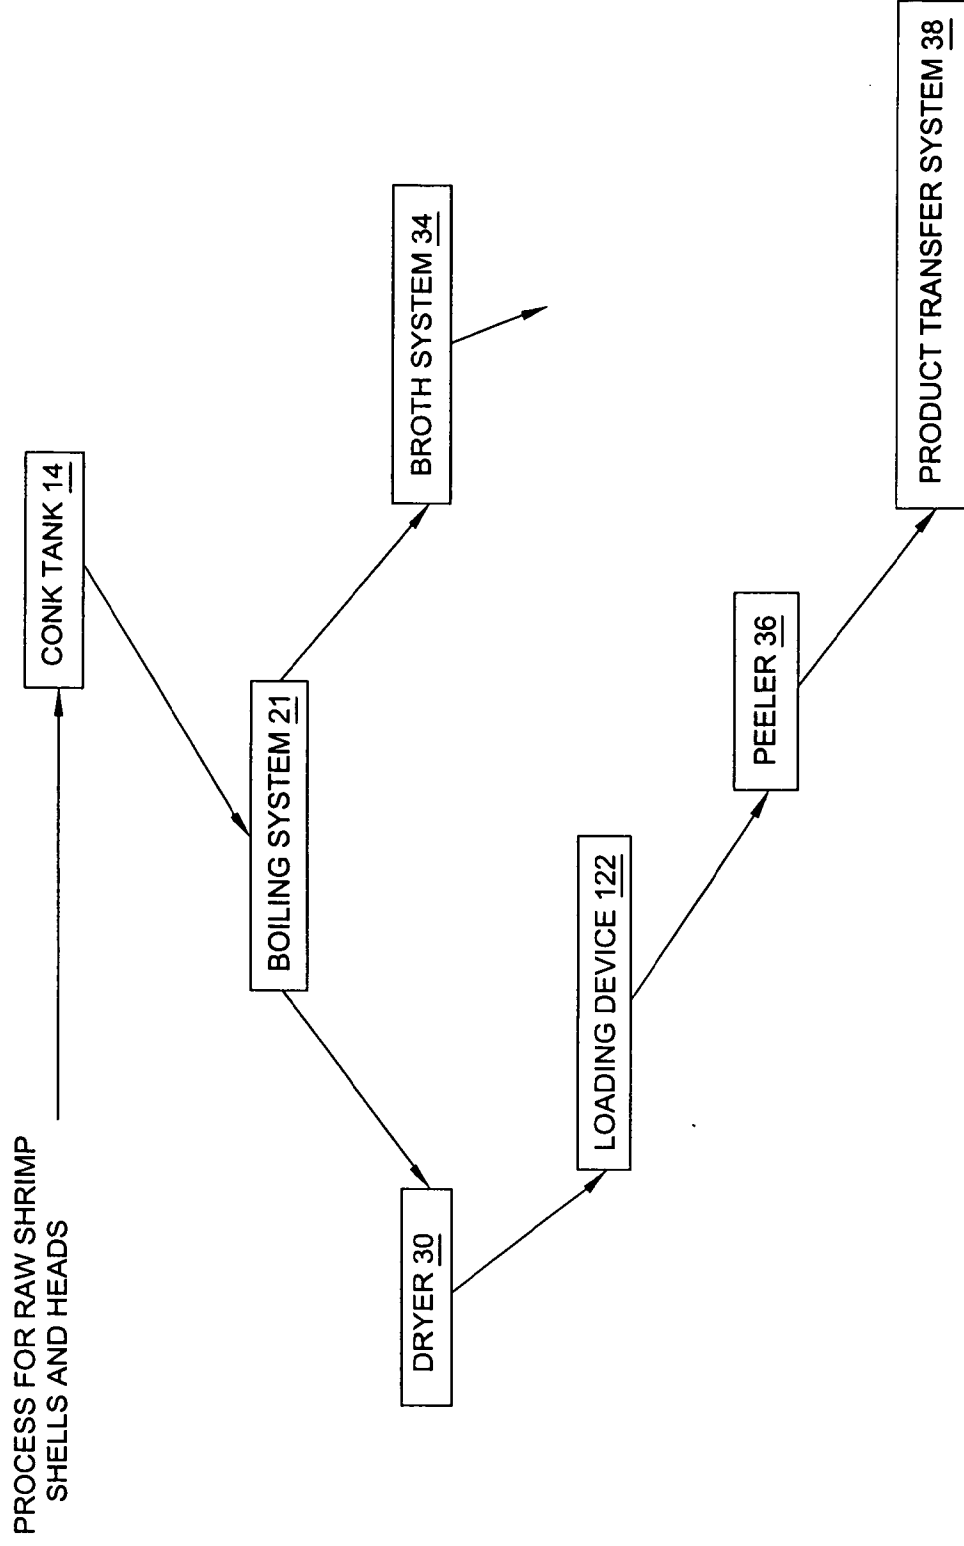 PROCESS FOR RAW SHRIMP
SHELLS AND HEADS
CONK TANK 14
BOILING SYSTEM 21
DRYER 30
BROTH SYSTEM 34
LOADING DEVICE 122
PEELER 36
PRODUCT TRANSFER SYSTEM 38